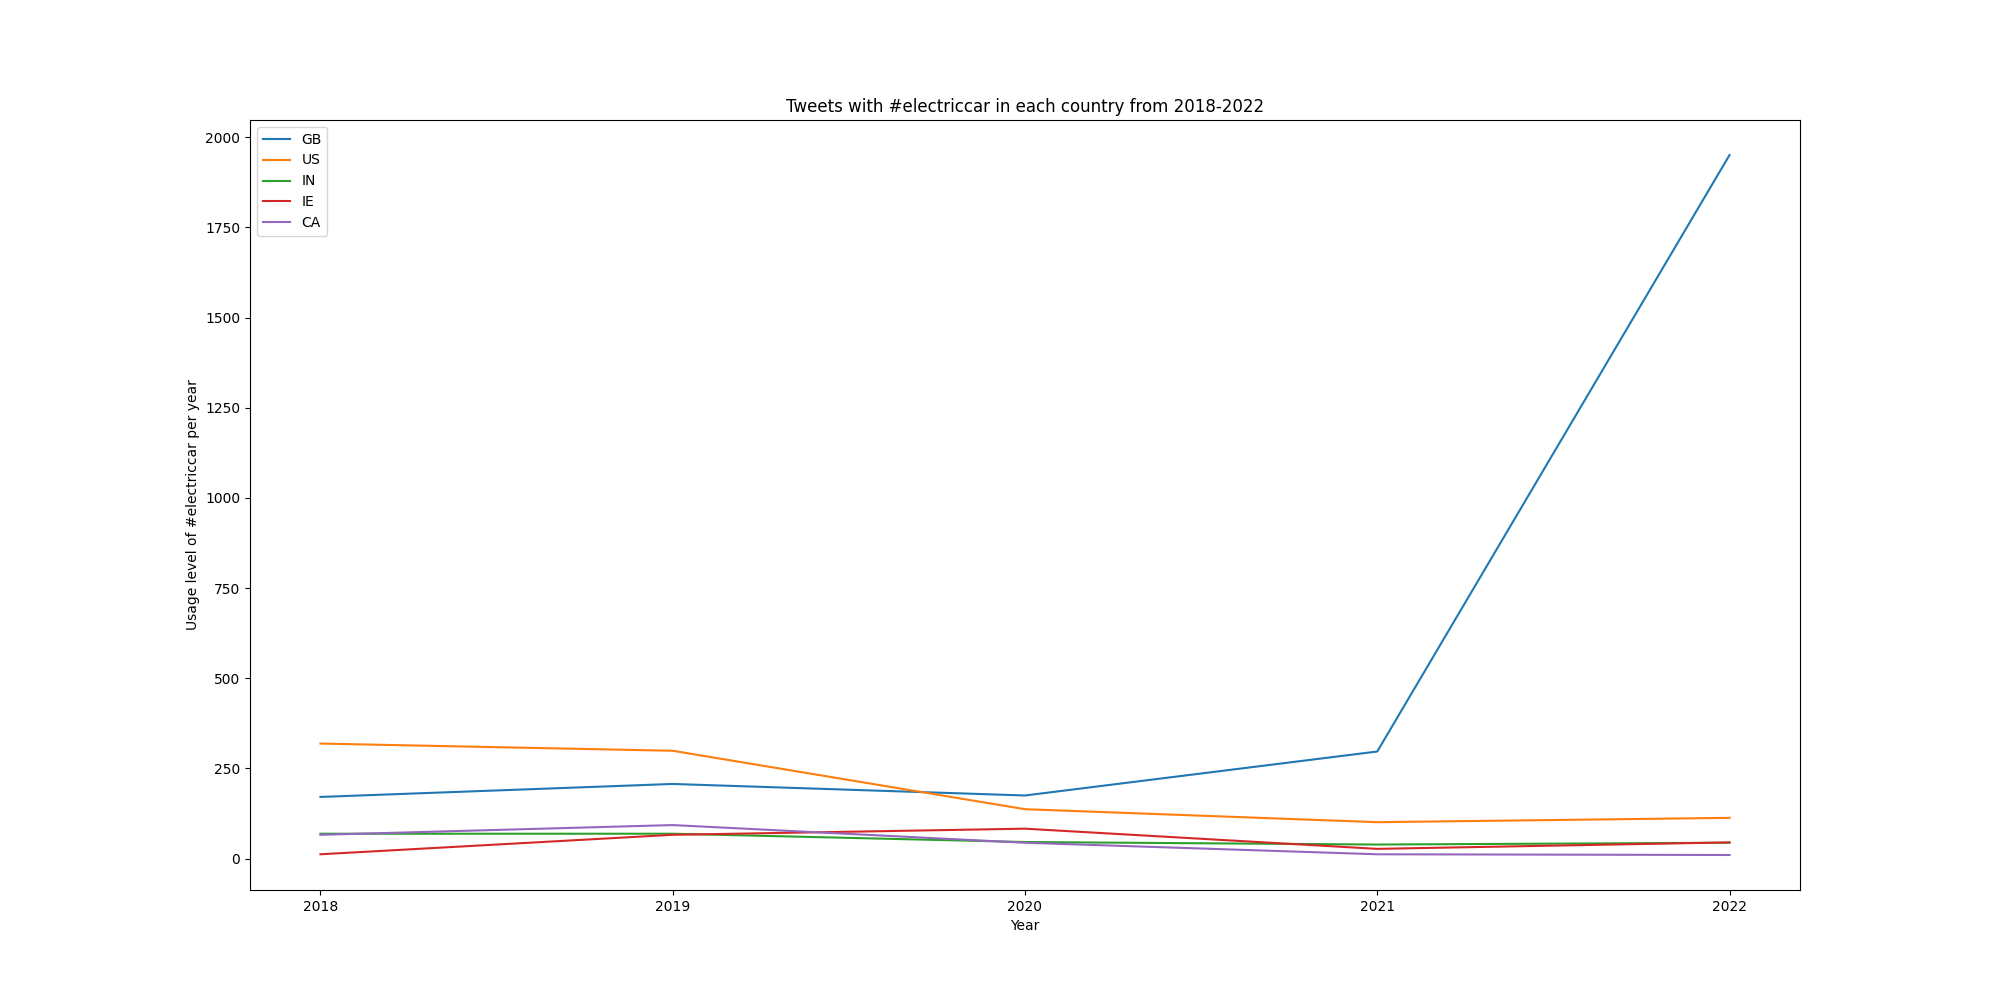 Tweets with #electriccar in each country from 2018-2022
GB
US
IN
IE
CA
Usage level of #electriccar per year
2000
1750
1500
1250
1000
750
500
250
0
2018 2019 2020 2021 2022
Year